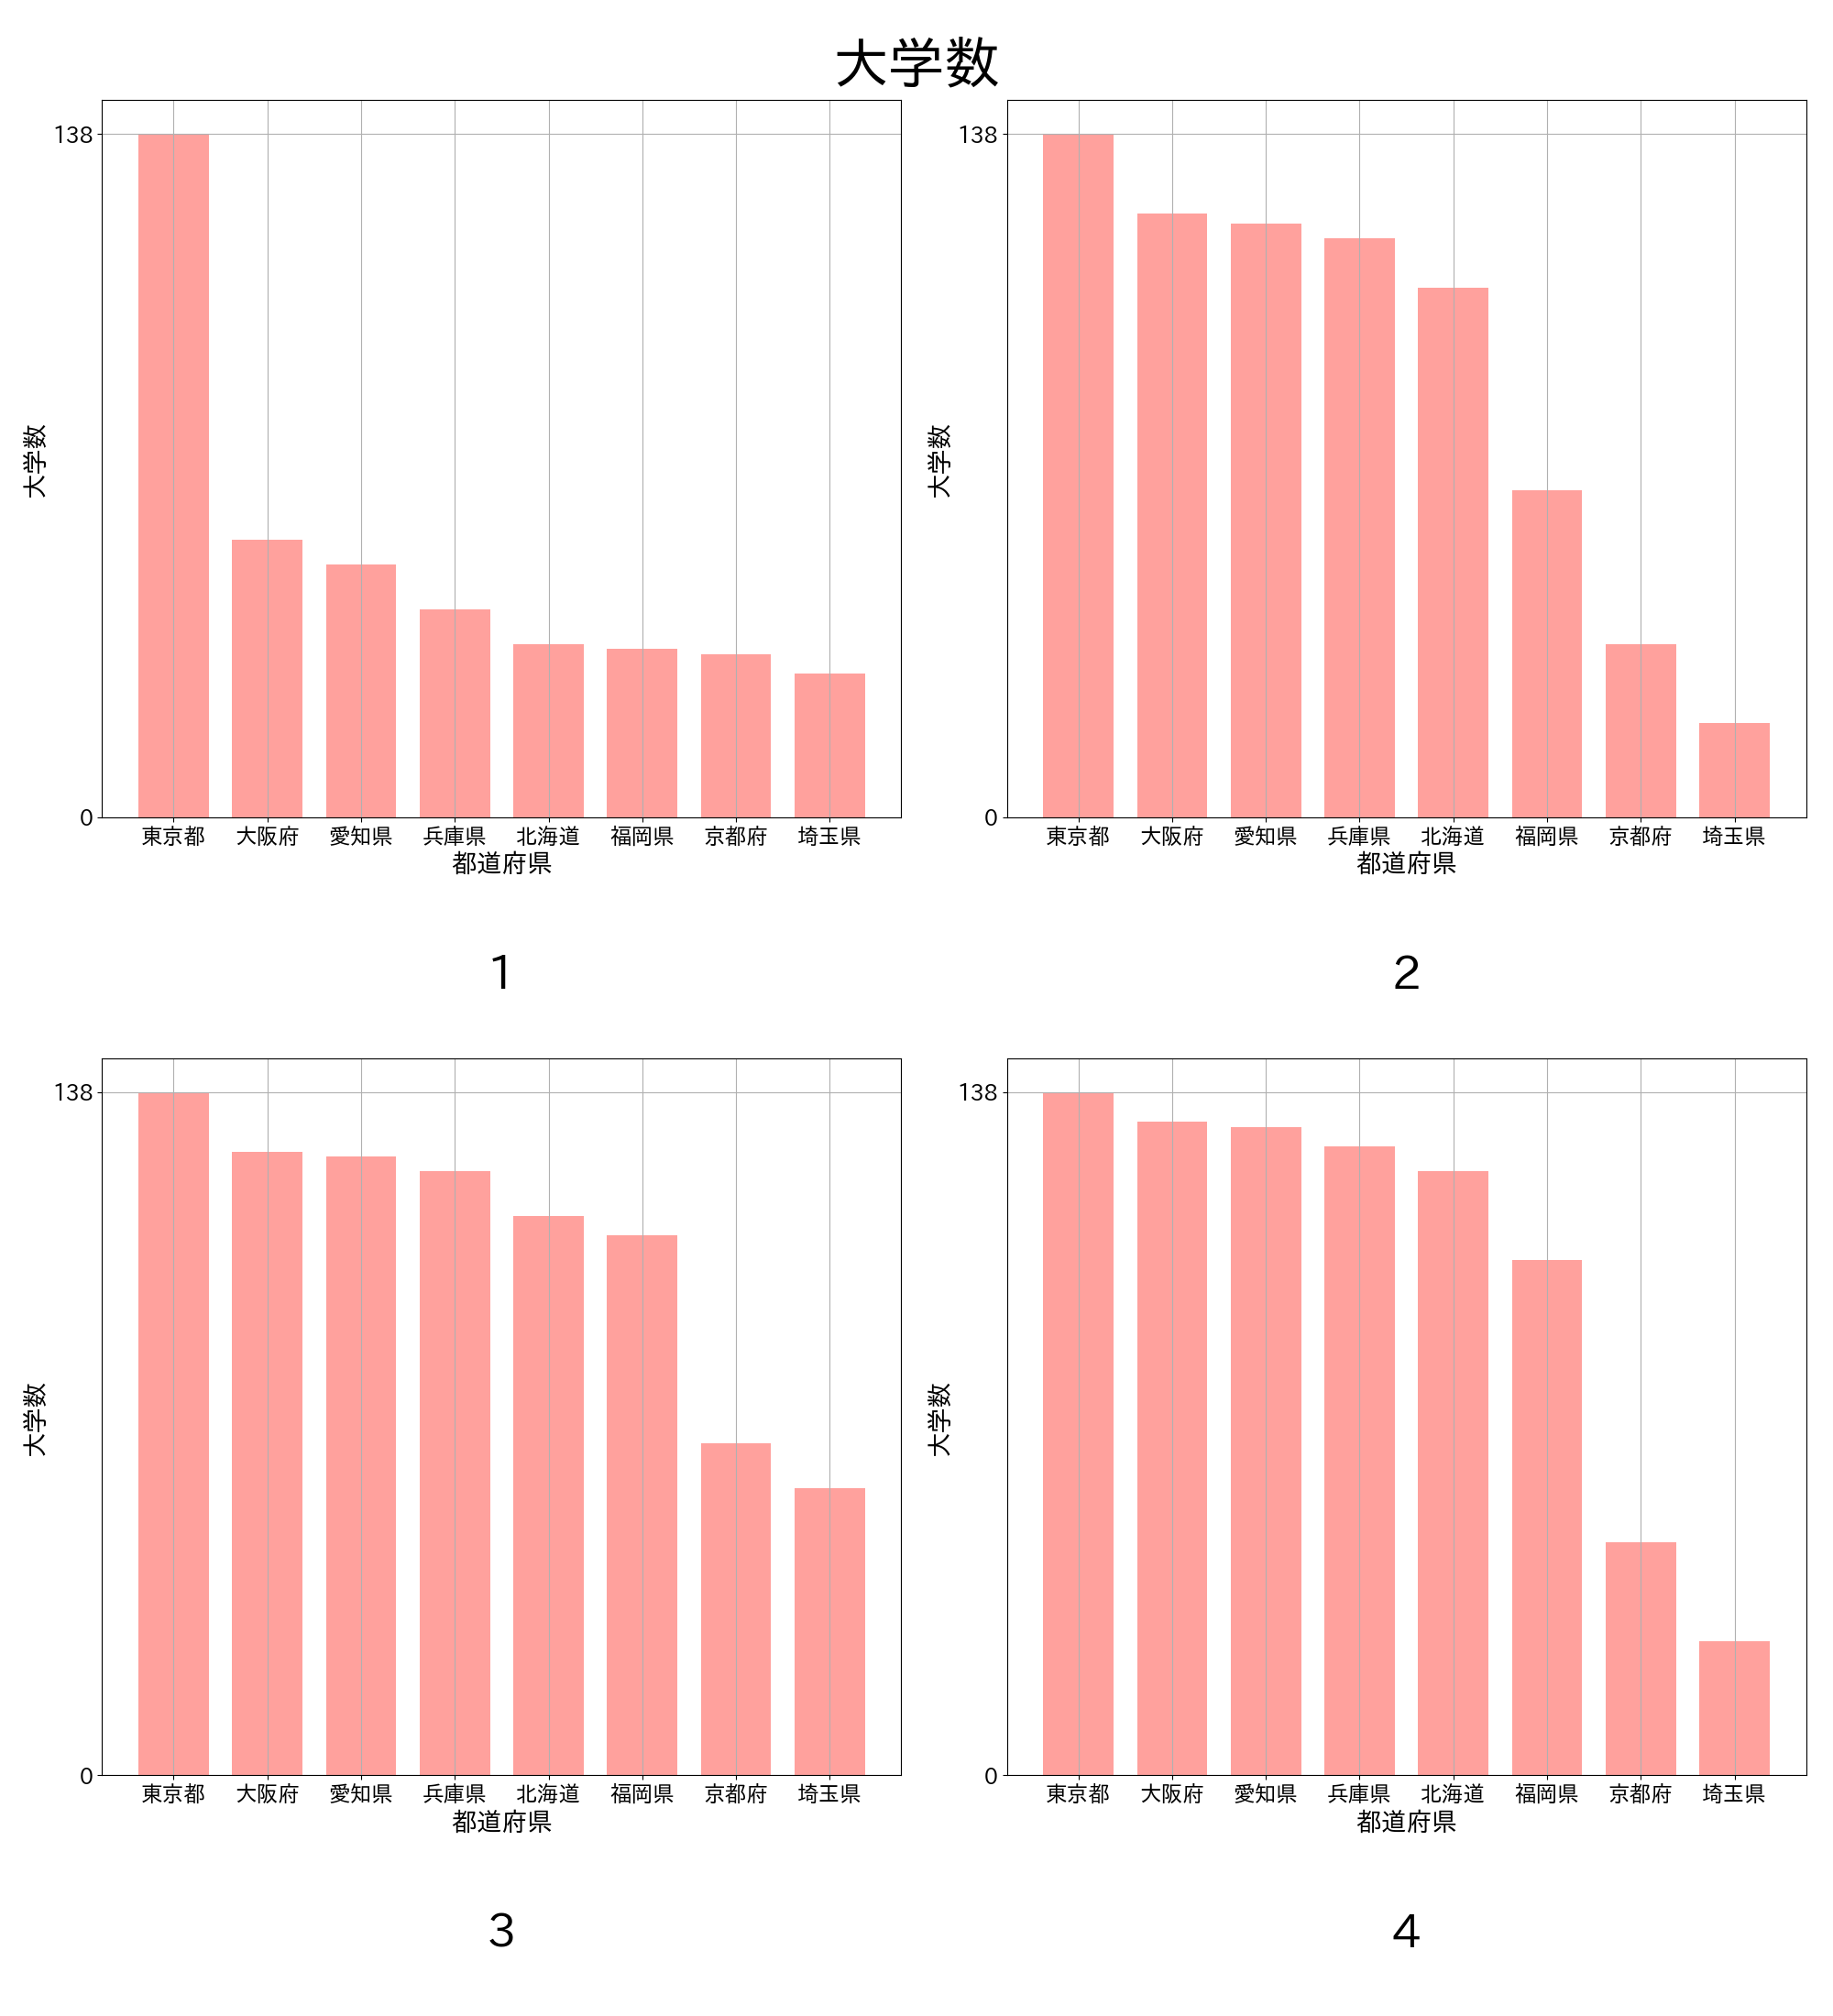 大学数
138
0
大学数
東京都 大阪府 愛知県 兵庫県 北海道 福岡県 京都府 埼玉県
都道府県
1
138
0
大学数
東京都 大阪府 愛知県 兵庫県 北海道 福岡県 京都府 埼玉県
都道府県
2
138
0
大学数
東京都 大阪府 愛知県 兵庫県 北海道 福岡県 京都府 埼玉県
都道府県
3
138
0
大学数
東京都 大阪府 愛知県 兵庫県 北海道 福岡県 京都府 埼玉県
都道府県
4